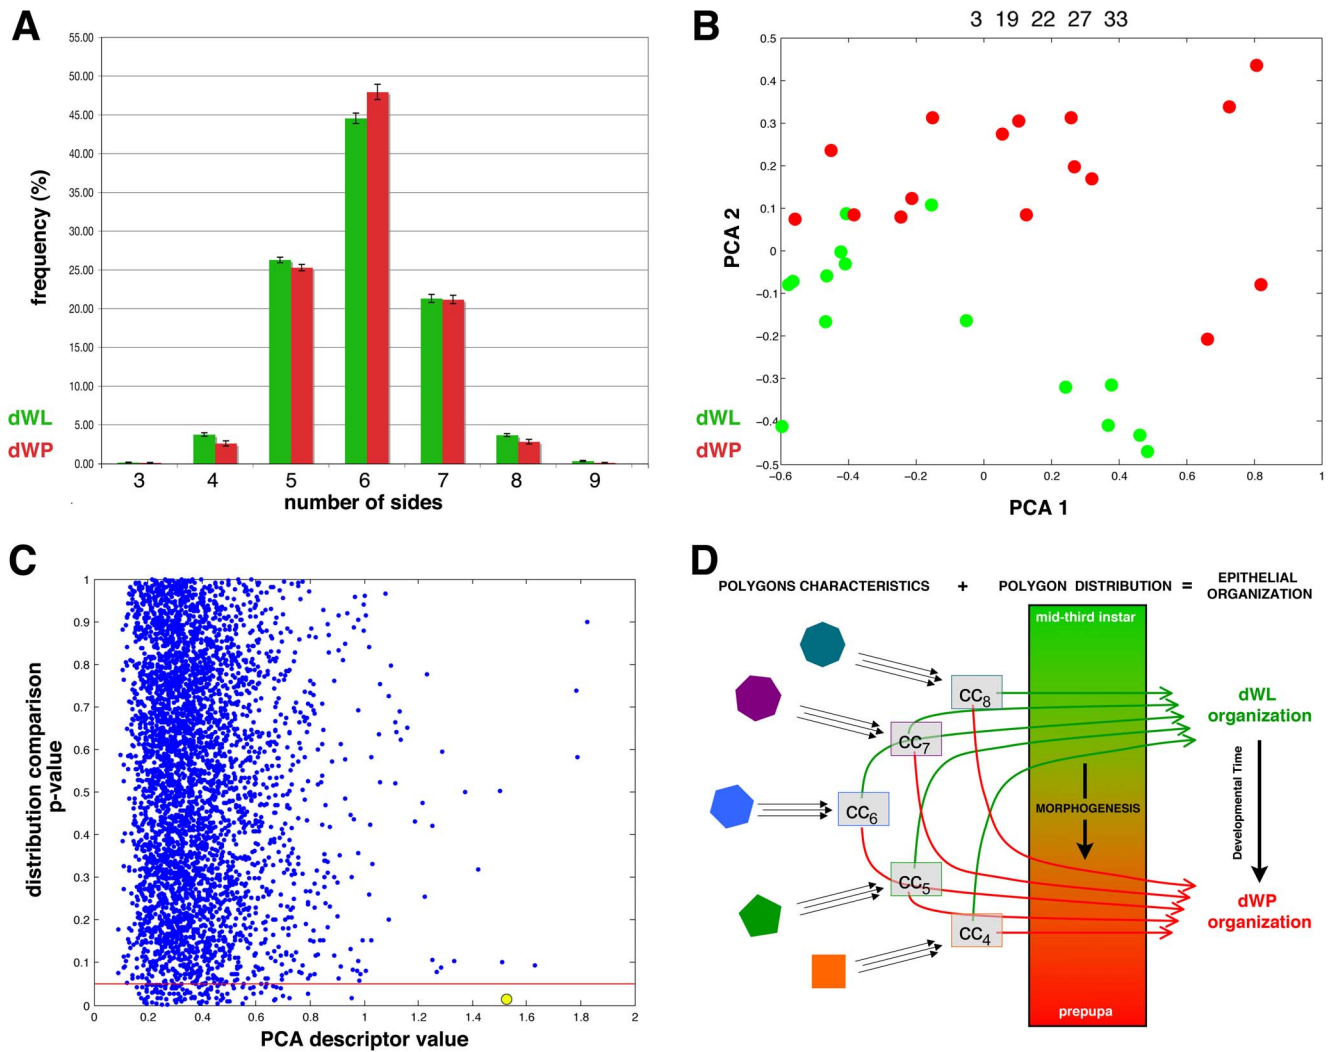 A
55.00
50.00
45.00
40.00
35.00
30.00
25.00
20.00
15.00
10.00
5.00
0.00
frequency (%)
dWL
dWP
3 4 5 6 7 8 9
number of sides
B
3 19 22 27 33
0.5
0.4
0.3
0.2
0.1
0
−0.1
−0.2
−0.3
−0.4
−0.5
PCA 2
dWL
dWP
−0.6 −0.4 −0.2 0 0.2 0.4 0.6 0.8 1
PCA 1
C
1
0.9
0.8
0.7
0.6
0.5
0.4
0.3
0.2
0.1
0
distribution comparison
p-value
0 0.2 0.4 0.6 0.8 1 1.2 1.4 1.6 1.8 2
PCA descriptor value
D
POLYGONS CHARACTERISTICS + POLYGON DISTRIBUTION = EPITHELIAL
ORGANIZATION
mid-third instar
CC8
CC7
CC6
CC5
CC4
MORPHOGENESIS
prepupa
dWL
organization
Developmental Time
dWP
organization